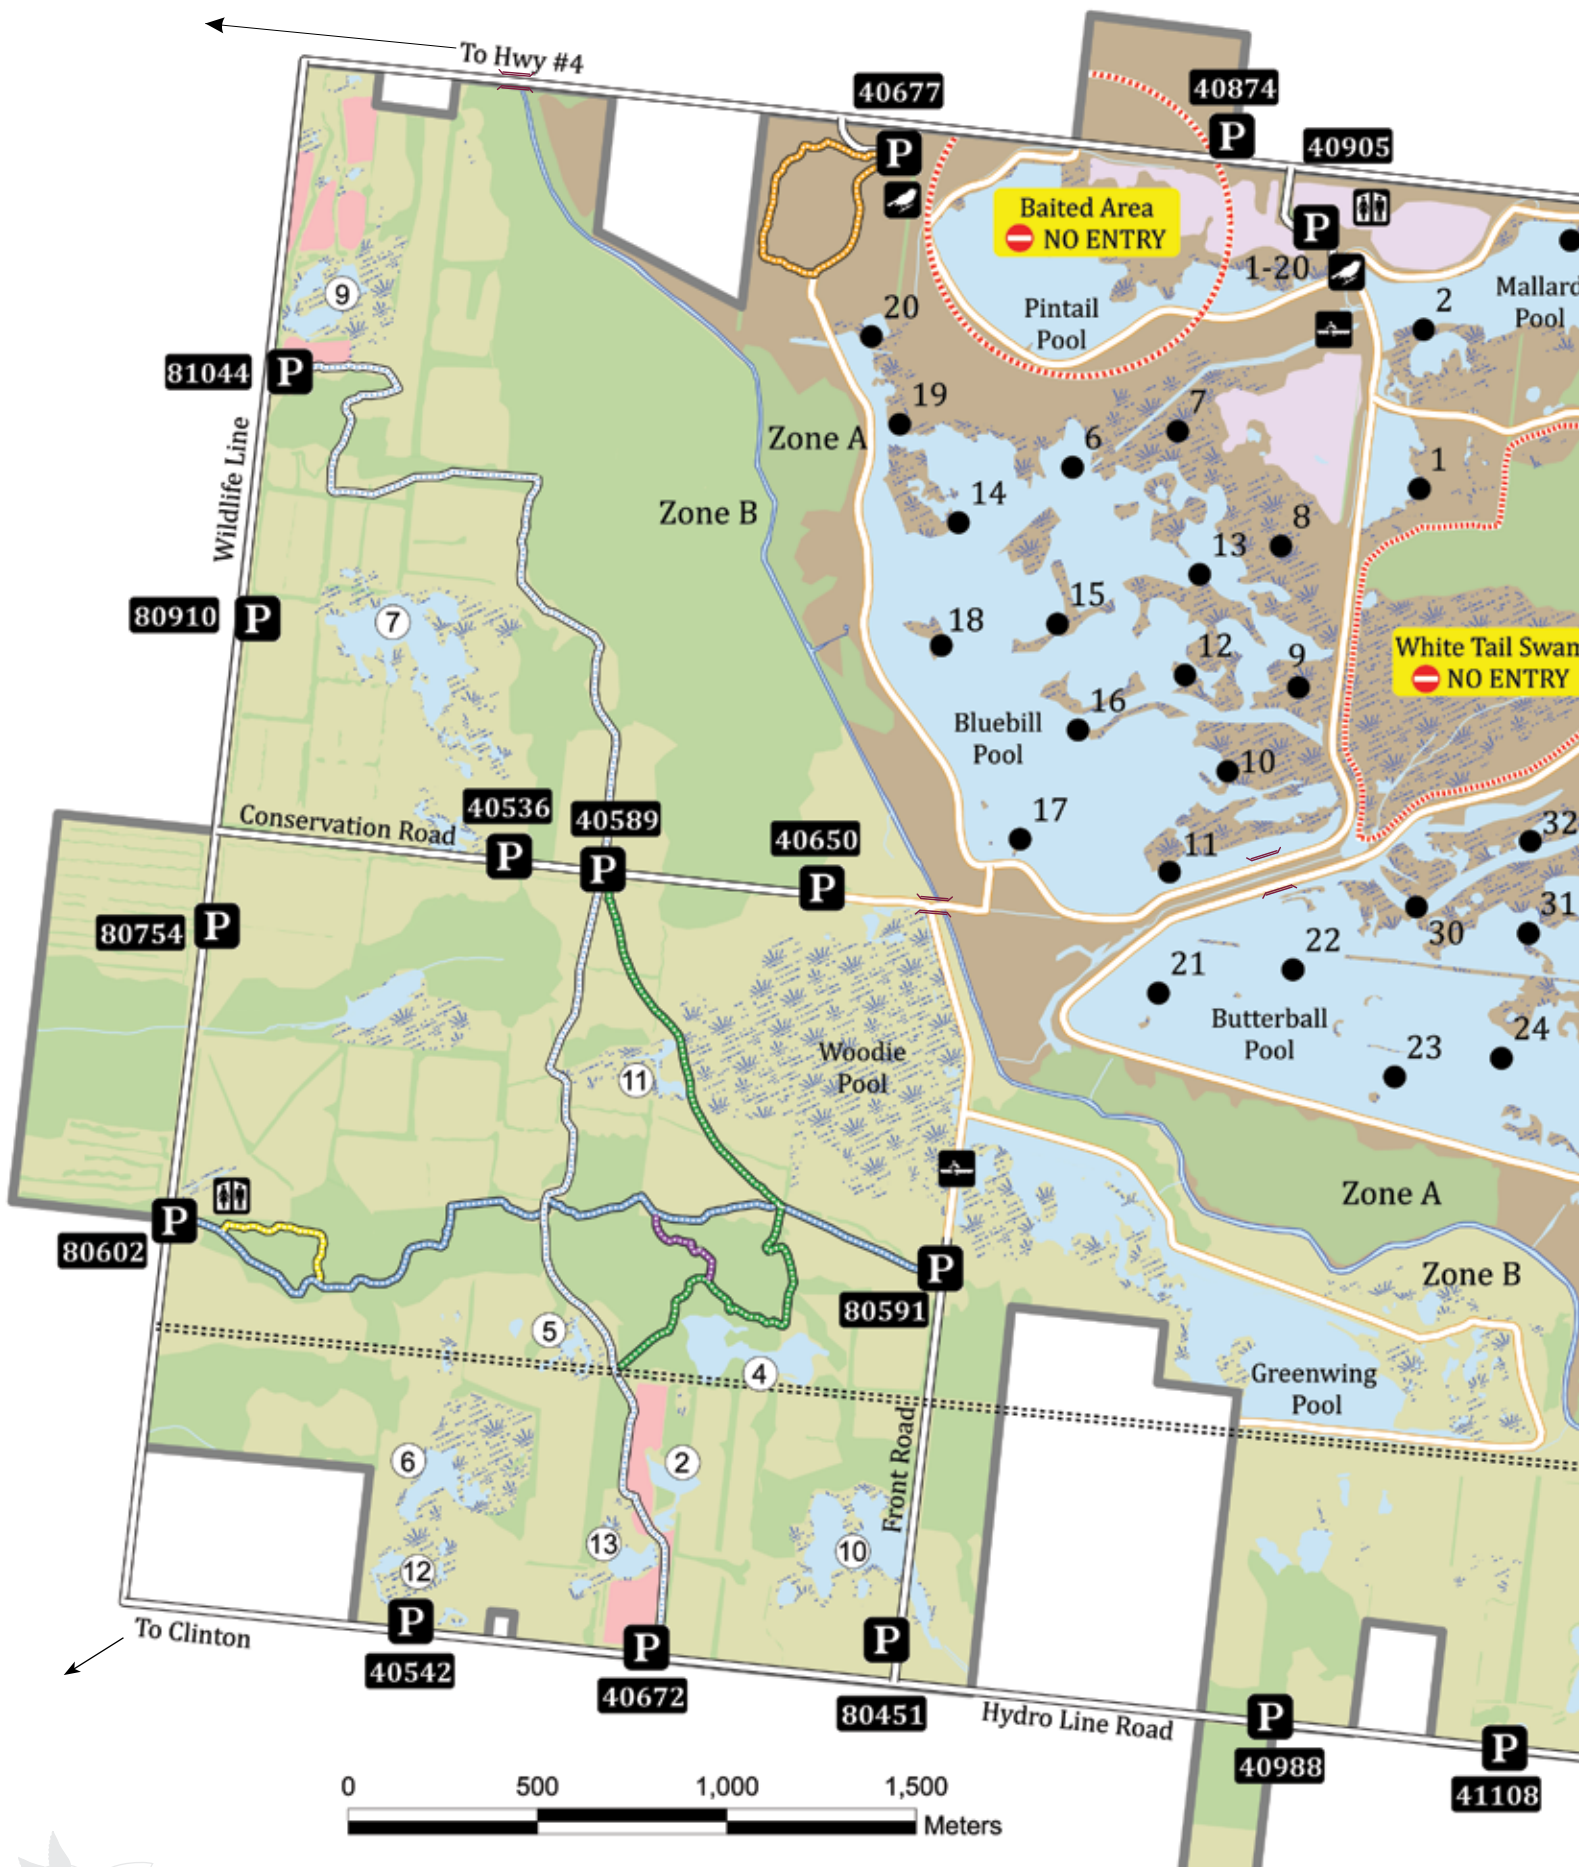 To Hwy #4
40677
P
40874
P
40905
P
Baited Area
NO ENTRY
1-20
Pintail
Pool
Mallard
Pool
2
20
9
81044
P
19
7
6
Zone A
1
Wildlife Line
14
Zone B
8
13
80910
P
7
15
18
12
9
White Tail Swam
NO ENTRY
16
Bluebill
Pool
10
Conservation Road
40536
P
40589
P
40650
P
17
11
32
80754
P
30
31
22
21
Butterball
Pool
24
23
Woodie
Pool
11
Zone A
P
80602
P
80591
Zone B
5
4
Greenwing
Pool
6
2
Front Road
13
10
12
To Clinton
P
40542
P
40672
P
80451
Hydro Line Road
P
40988
P
41108
0 500 1,000 1,500
Meters